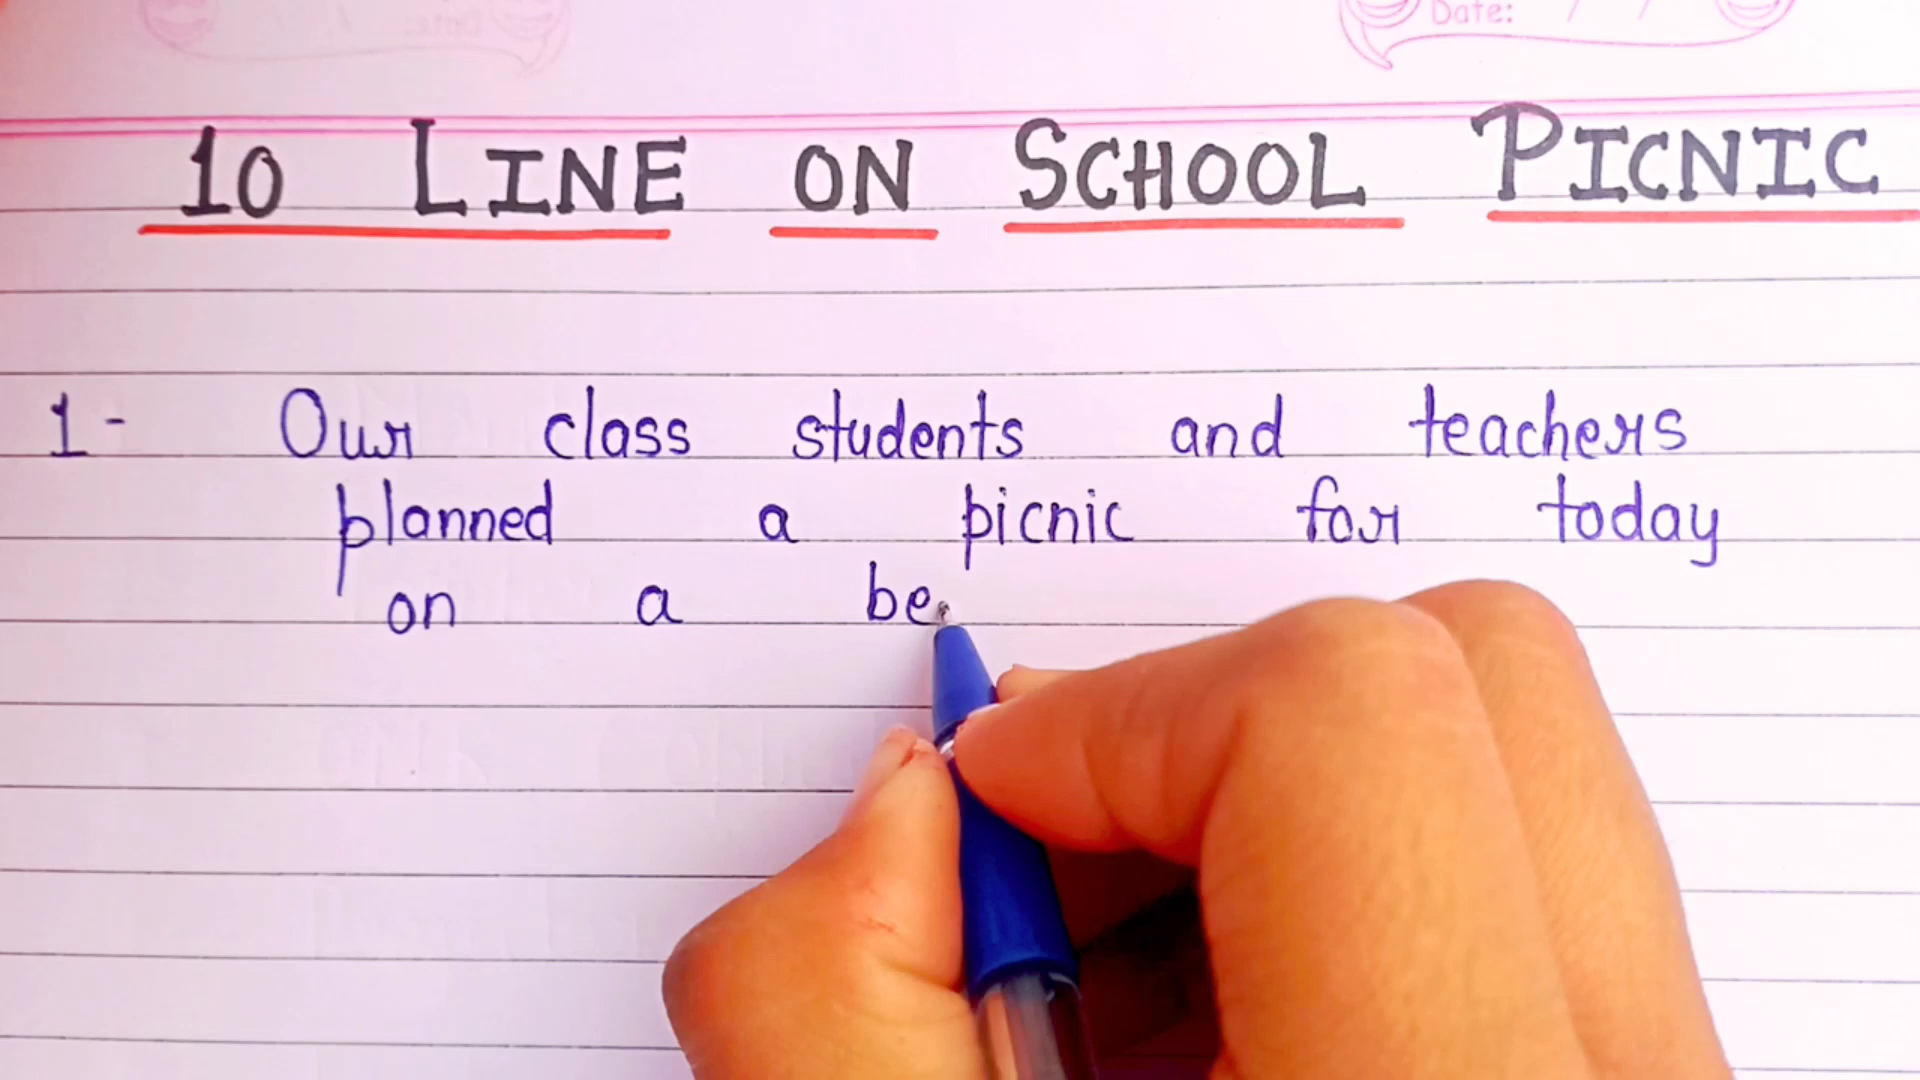 Date: / /
10 LINE ON SCHOOL PICNIC
1- Our class students and teachers
planned a picnic for today
on a be